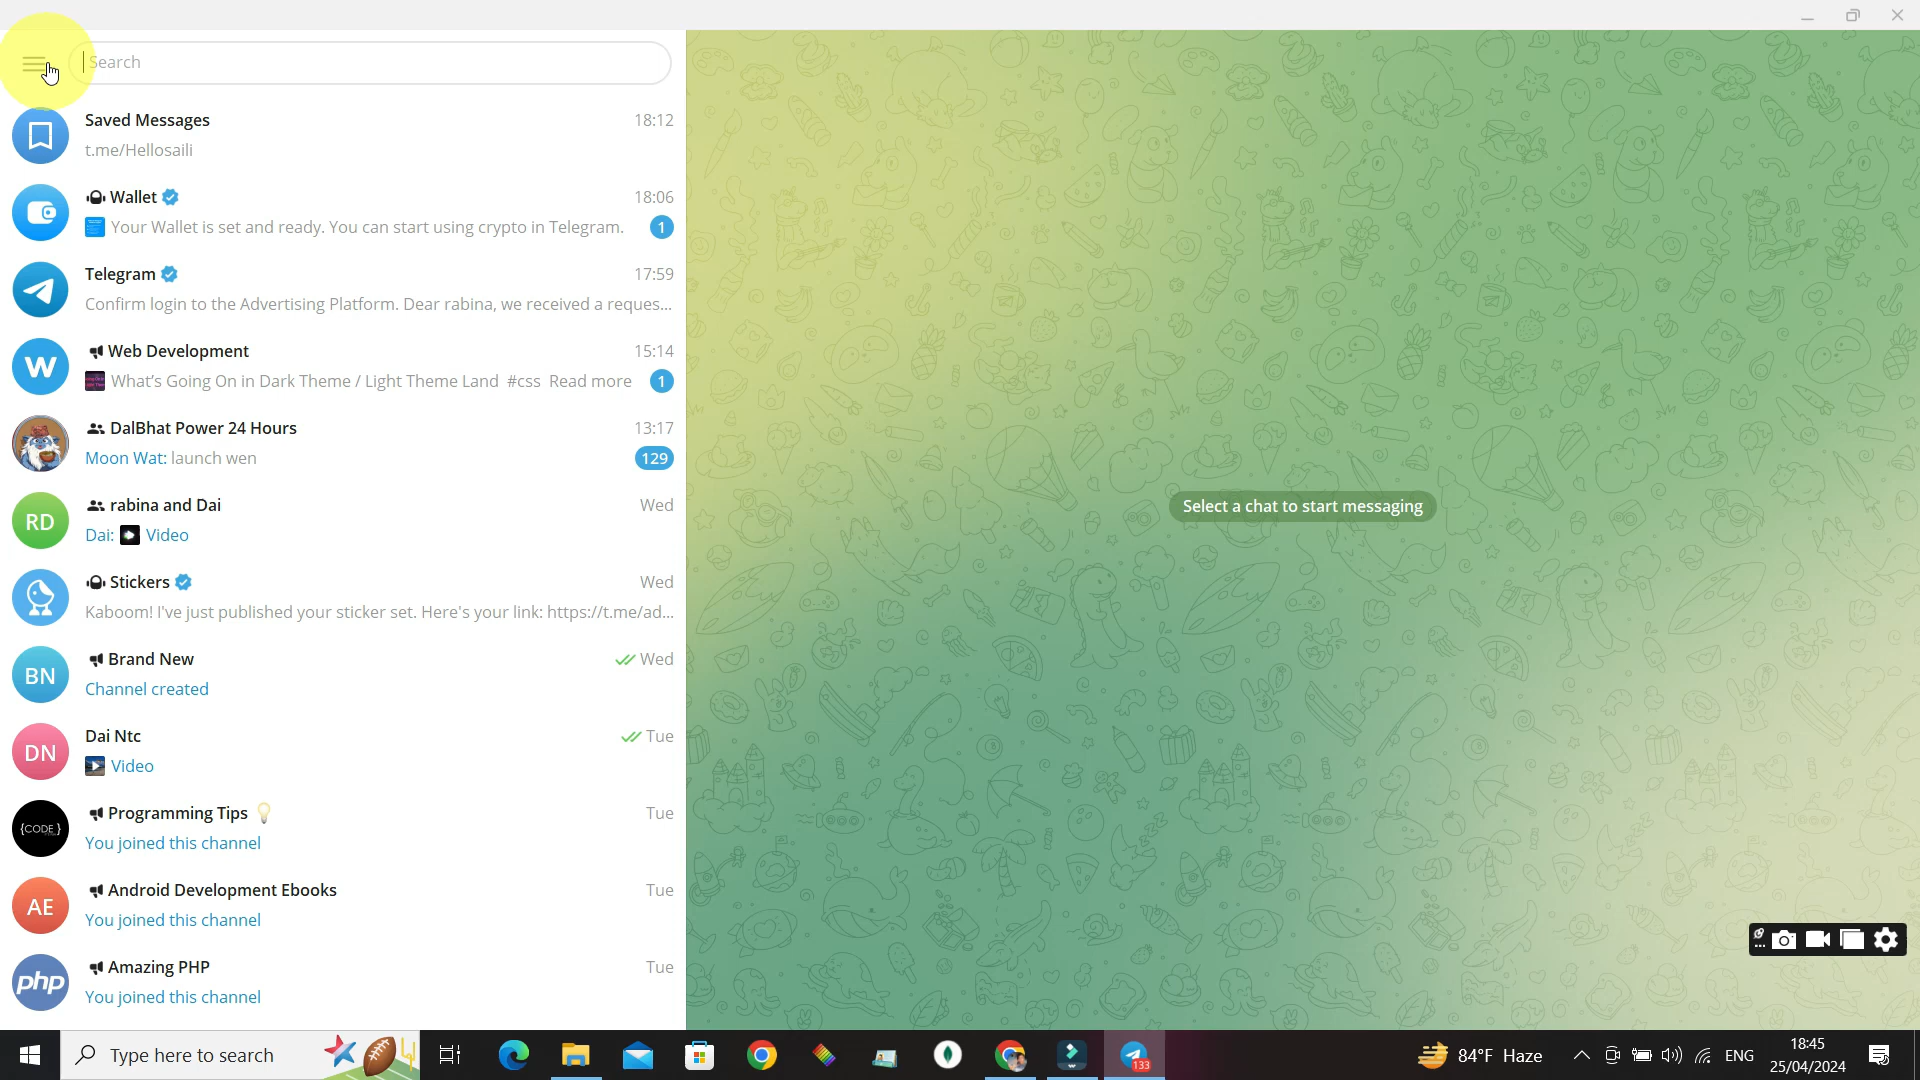 Search
Saved Messages 18:12
t.me/Hellosaili
Wallet 18:06
Your Wallet is set and ready. You can start using crypto in Telegram. 1
Telegram 17:59
Confirm login to the Advertising Platform. Dear rabina, we received a reques...
Web Development 15:14
What's Going On in Dark Theme / Light Theme Land #css Read more 1
DalBhat Power 24 Hours 13:17
Moon Wat: launch wen 129
RD rabina and Dai Wed
Dai: Video
Stickers Wed
Kaboom! I've just published your sticker set. Here's your link: https://t.me/ad...
BN Brand New Wed
Channel created
DN Dai Ntc Tue
Video
{CODE} Programming Tips Tue
You joined this channel
AE Android Development Ebooks Tue
You joined this channel
php Amazing PHP Tue
You joined this channel
W
Select a chat to start messaging
Type here to search
133
84°F Haze
ENG
18:45
25/04/2024